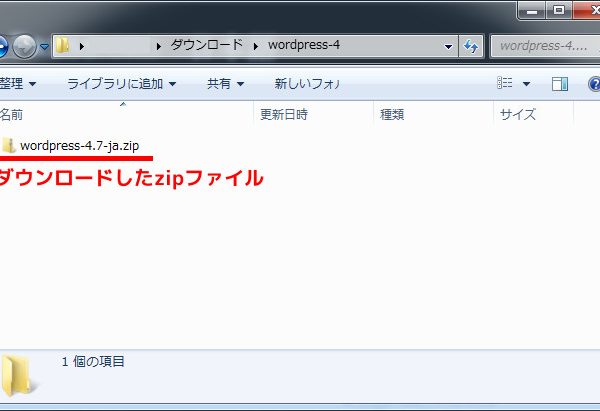 ダウンロード ▸ wordpress-4
wordpress-4....
整理 ライブラリに追加 共有 新しいフォ
名前 更新日時 種類 サイズ
wordpress-4.7-ja.zip
ダウンロードしたzipファイル
1 個の項目